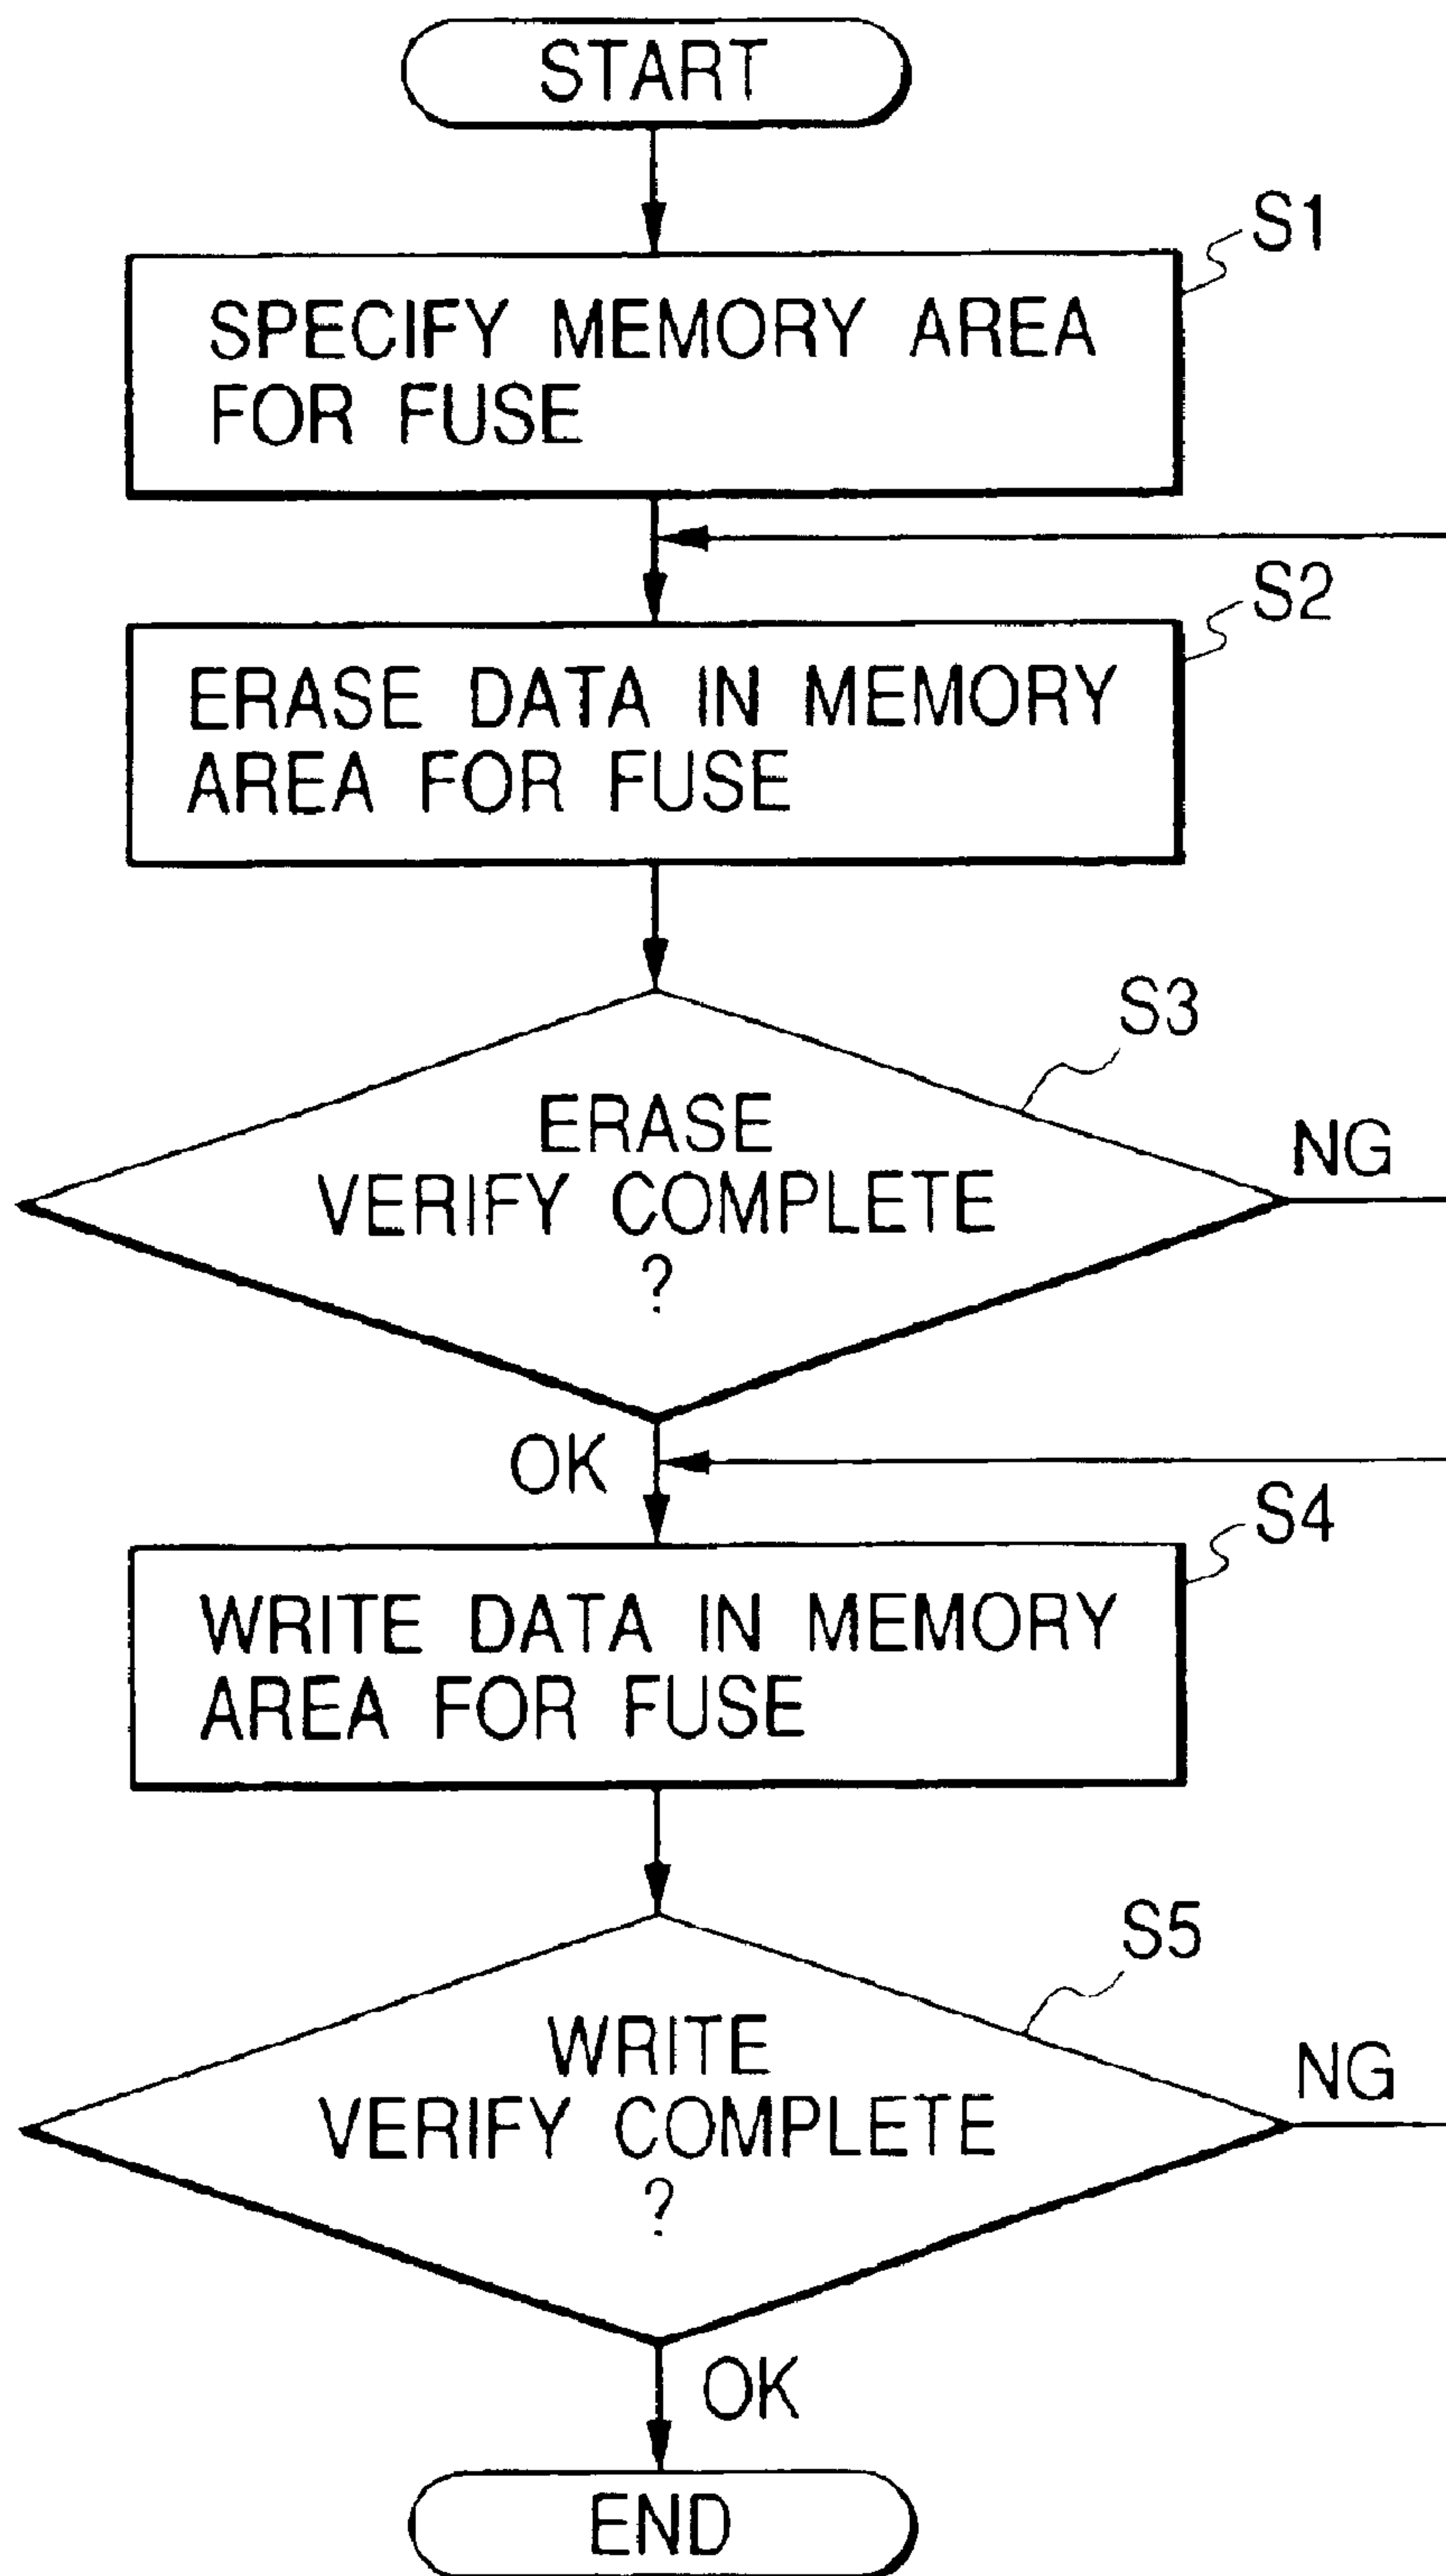 START
S1
SPECIFY MEMORY AREA
FOR FUSE
S2
ERASE DATA IN MEMORY
AREA FOR FUSE
S3
ERASE
VERIFY COMPLETE
?
NG
OK
S4
WRITE DATA IN MEMORY
AREA FOR FUSE
S5
WRITE
VERIFY COMPLETE
?
NG
OK
END